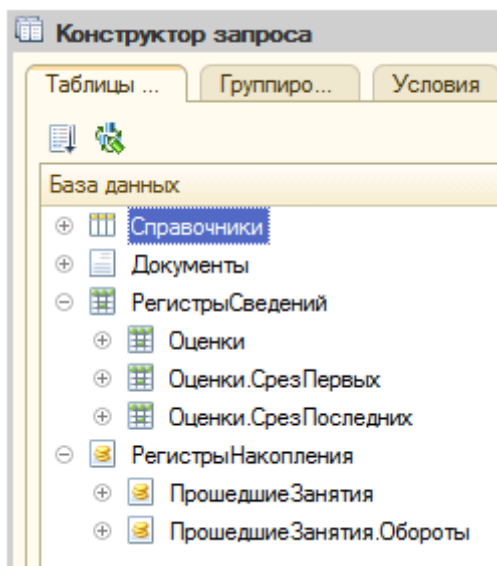 Конструктор запроса
Таблицы ... Группиро... Условия
База данных
Справочники
Документы
РегистрыСведений
Оценки
Оценки.СрезПервых
Оценки.СрезПоследних
РегистрыНакопления
ПрошедшиеЗанятия
ПрошедшиеЗанятия.Обороты